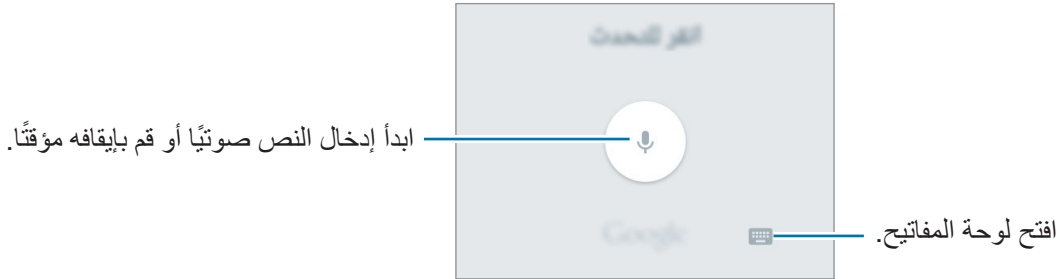 انقر للتحدث
ابدأ إدخال النص صوتيًا أو قم بإيقافه مؤقتًا.
Google
افتح لوحة المفاتيح.